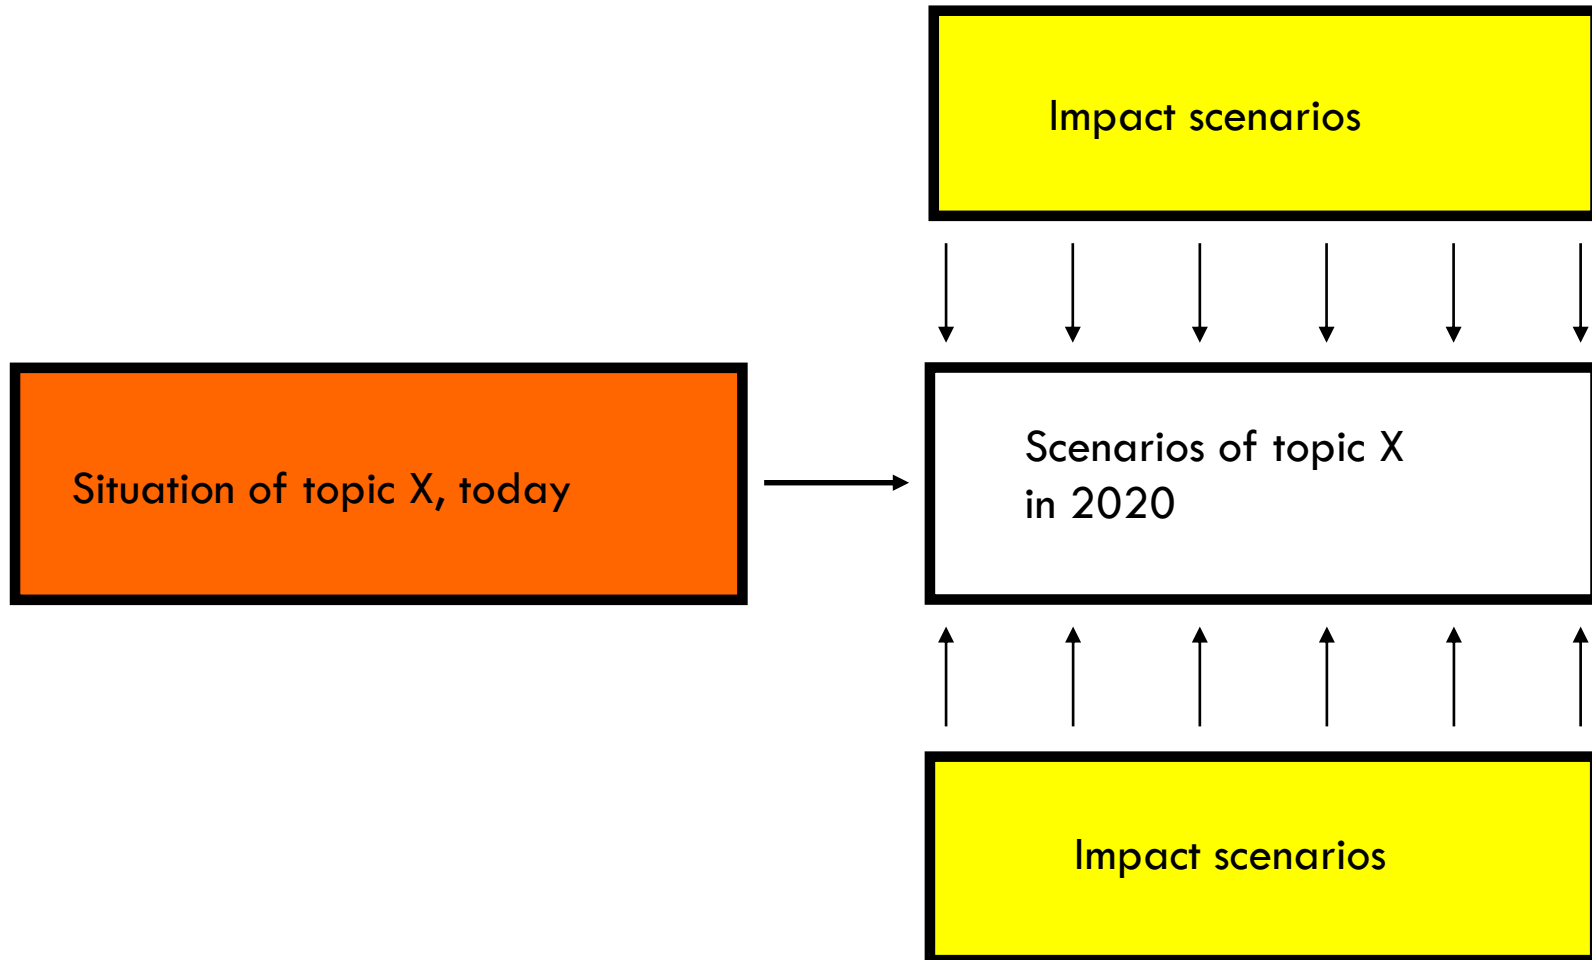 Impact scenarios
Situation of topic X, today
Scenarios of topic X
in 2020
Impact scenarios